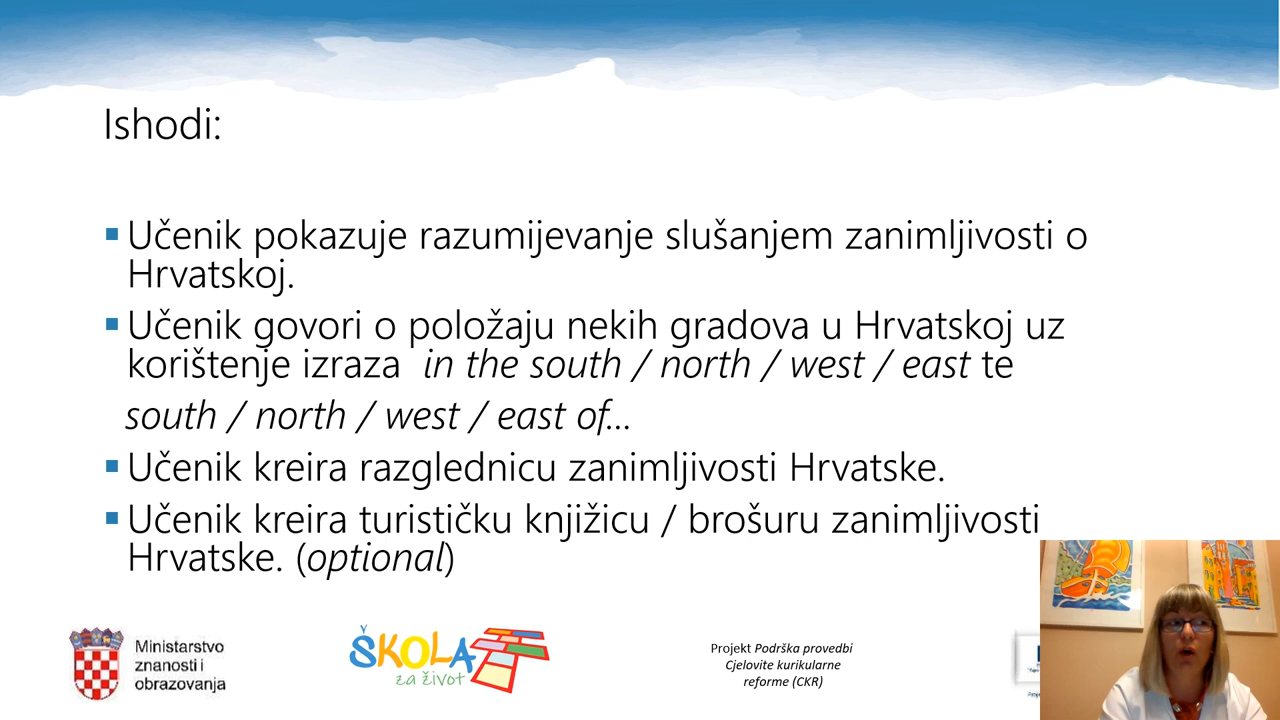 Ishodi:
Učenik pokazuje razumijevanje slušanjem zanimljivosti o
Hrvatskoj.
Učenik govori o položaju nekih gradova u Hrvatskoj uz
korištenje izraza in the south / north / west / east te
south / north / west / east of...
Učenik kreira razglednicu zanimljivosti Hrvatske.
Učenik kreira turističku knjižicu / brošuru zanimljivosti
Hrvatske. (optional)
Ministarstvo
znanosti i
obrazovanja
ŠKOLA
za život
Projekt Podrška provedbi
Cjelovite kurikularne
reforme (CKR)